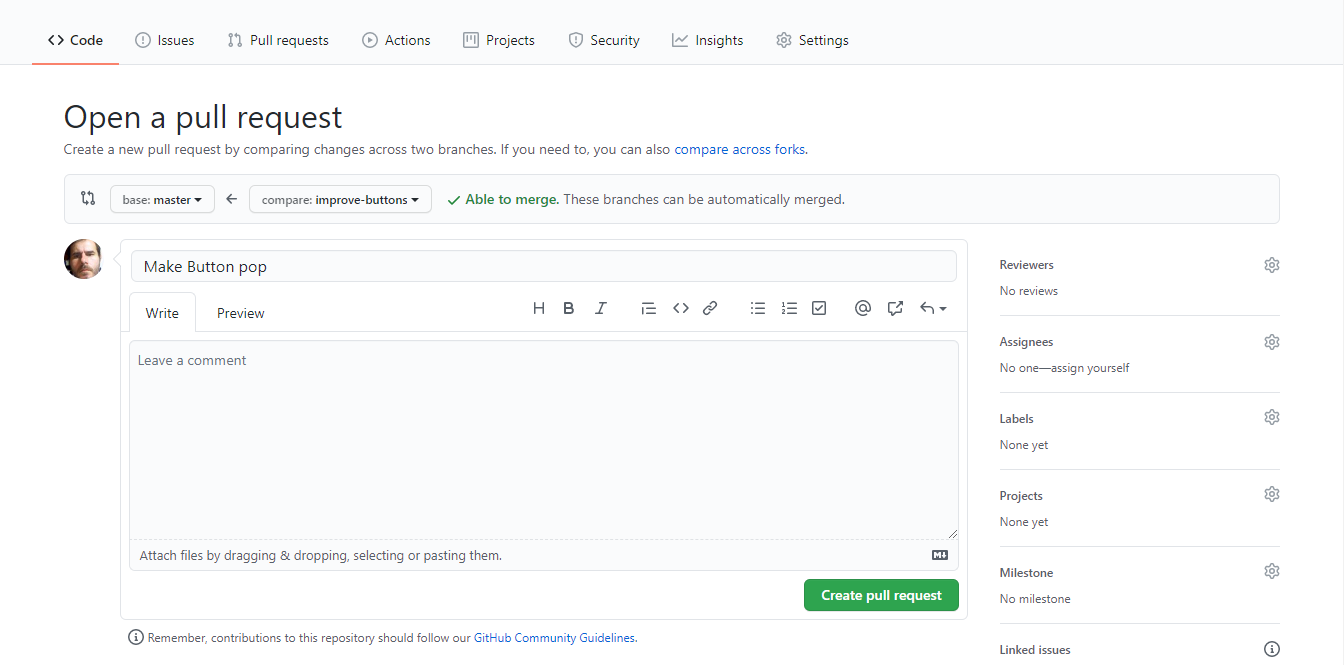 Code Issues Pull requests Actions Projects Security Insights Settings
Open a pull request
Create a new pull request by comparing changes across two branches. If you need to, you can also compare across forks.
base: master compare: improve-buttons Able to merge. These branches can be automatically merged.
Make Button pop
Write Preview
Leave a comment
Attach files by dragging & dropping, selecting or pasting them.
Create pull request
Remember, contributions to this repository should follow our GitHub Community Guidelines.
Reviewers
No reviews
Assignees
No one—assign yourself
Labels
None yet
Projects
None yet
Milestone
No milestone
Linked issues